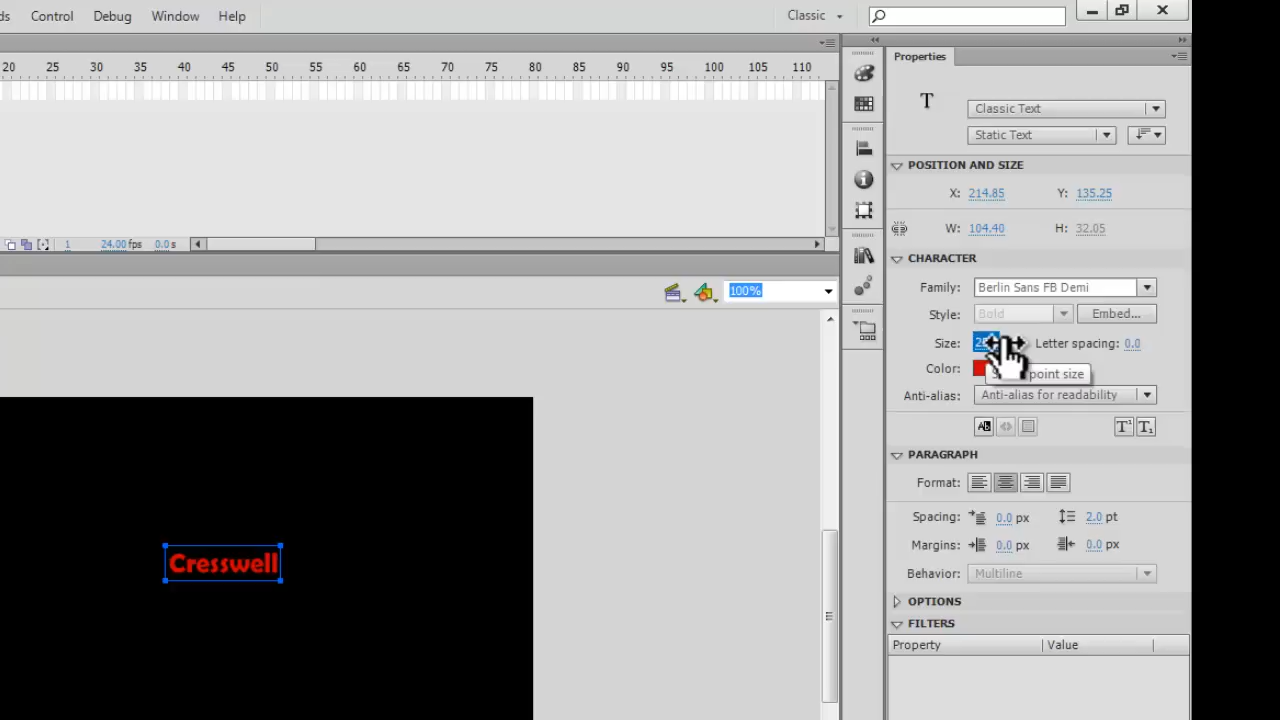 ds Control Debug Window Help Classic
20 25 30 35 40 45 50 55 60 65 70 75 80 85 90 95 100 105 110
Properties
T Classic Text
Static Text
POSITION AND SIZE
X: 214.85 Y: 135.25
1 24.00 fps 0.0 s
W: 104.40 H: 32.05
CHARACTER
100%
Family: Berlin Sans FB Demi
Style: Bold Embed...
Size: Letter spacing: 0.0
Color: point size
Anti-alias: Anti-alias for readability
T¹ T₁
PARAGRAPH
Format:
Spacing: 0.0 px 2.0 pt
Margins: 0.0 px 0.0 px
Cresswell
Behavior: Multiline
OPTIONS
FILTERS
Property Value